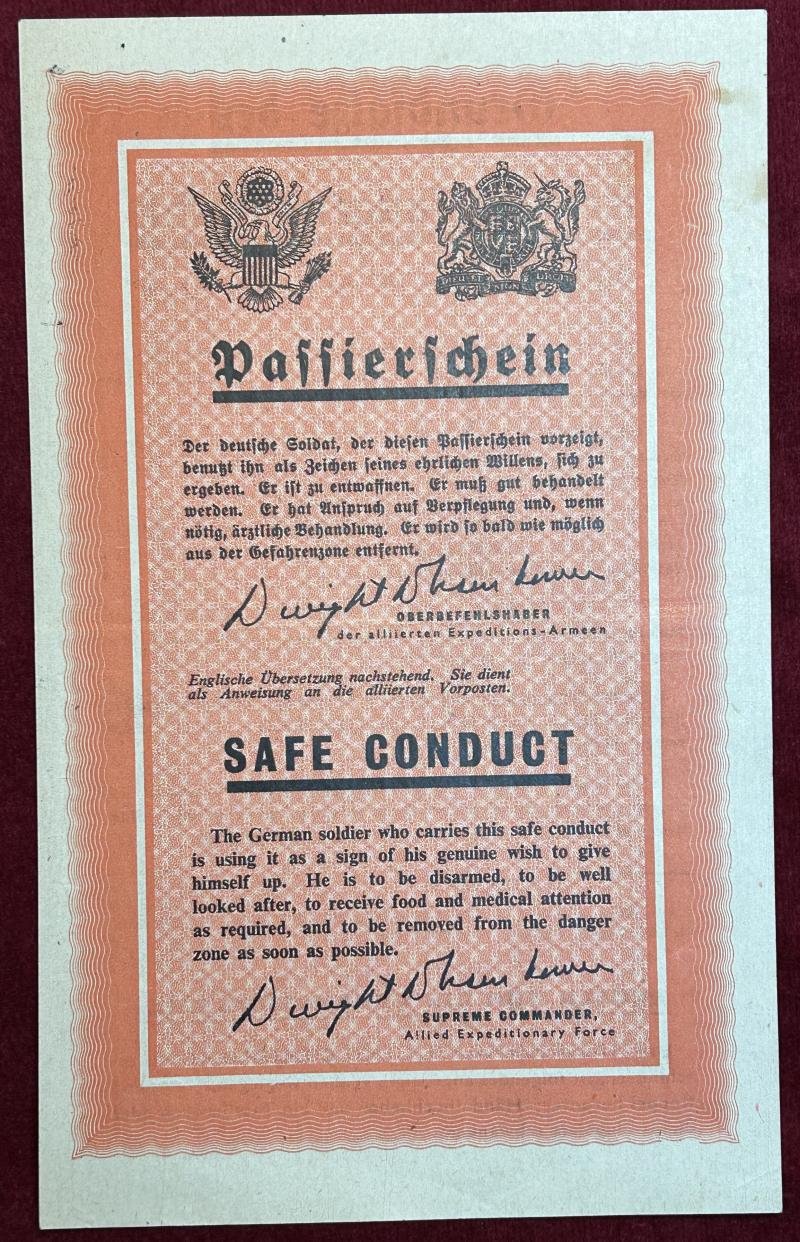 DIEU ET MON DROIT
Passierschein
Der deutsche Soldat, der diesen Passierschein vorzeigt,
benutzt ihn als Zeichen seines ehrlichen Willens, sich zu
ergeben. Er ist zu entwaffnen. Er muß gut behandelt
werden. Er hat Anspruch auf Verpflegung und, wenn
nötig, ärztliche Behandlung. Er wird so bald wie möglich
aus der Gefahrenzone entfernt.
Dwight D Eisenhower
OBERBEFELSHABER
der alliierten Expeditions-Armeen
Englische Übersetzung nachstehend. Sie dient
als Anweisung an die alliierten Vorposten.
SAFE CONDUCT
The German soldier who carries this safe conduct
is using it as a sign of his genuine wish to give
himself up. He is to be disarmed, to be well
looked after, to receive food and medical attention
as required, and to be removed from the danger
zone as soon as possible.
Dwight D Eisenhower
SUPREME COMMANDER,
Allied Expeditionary Force